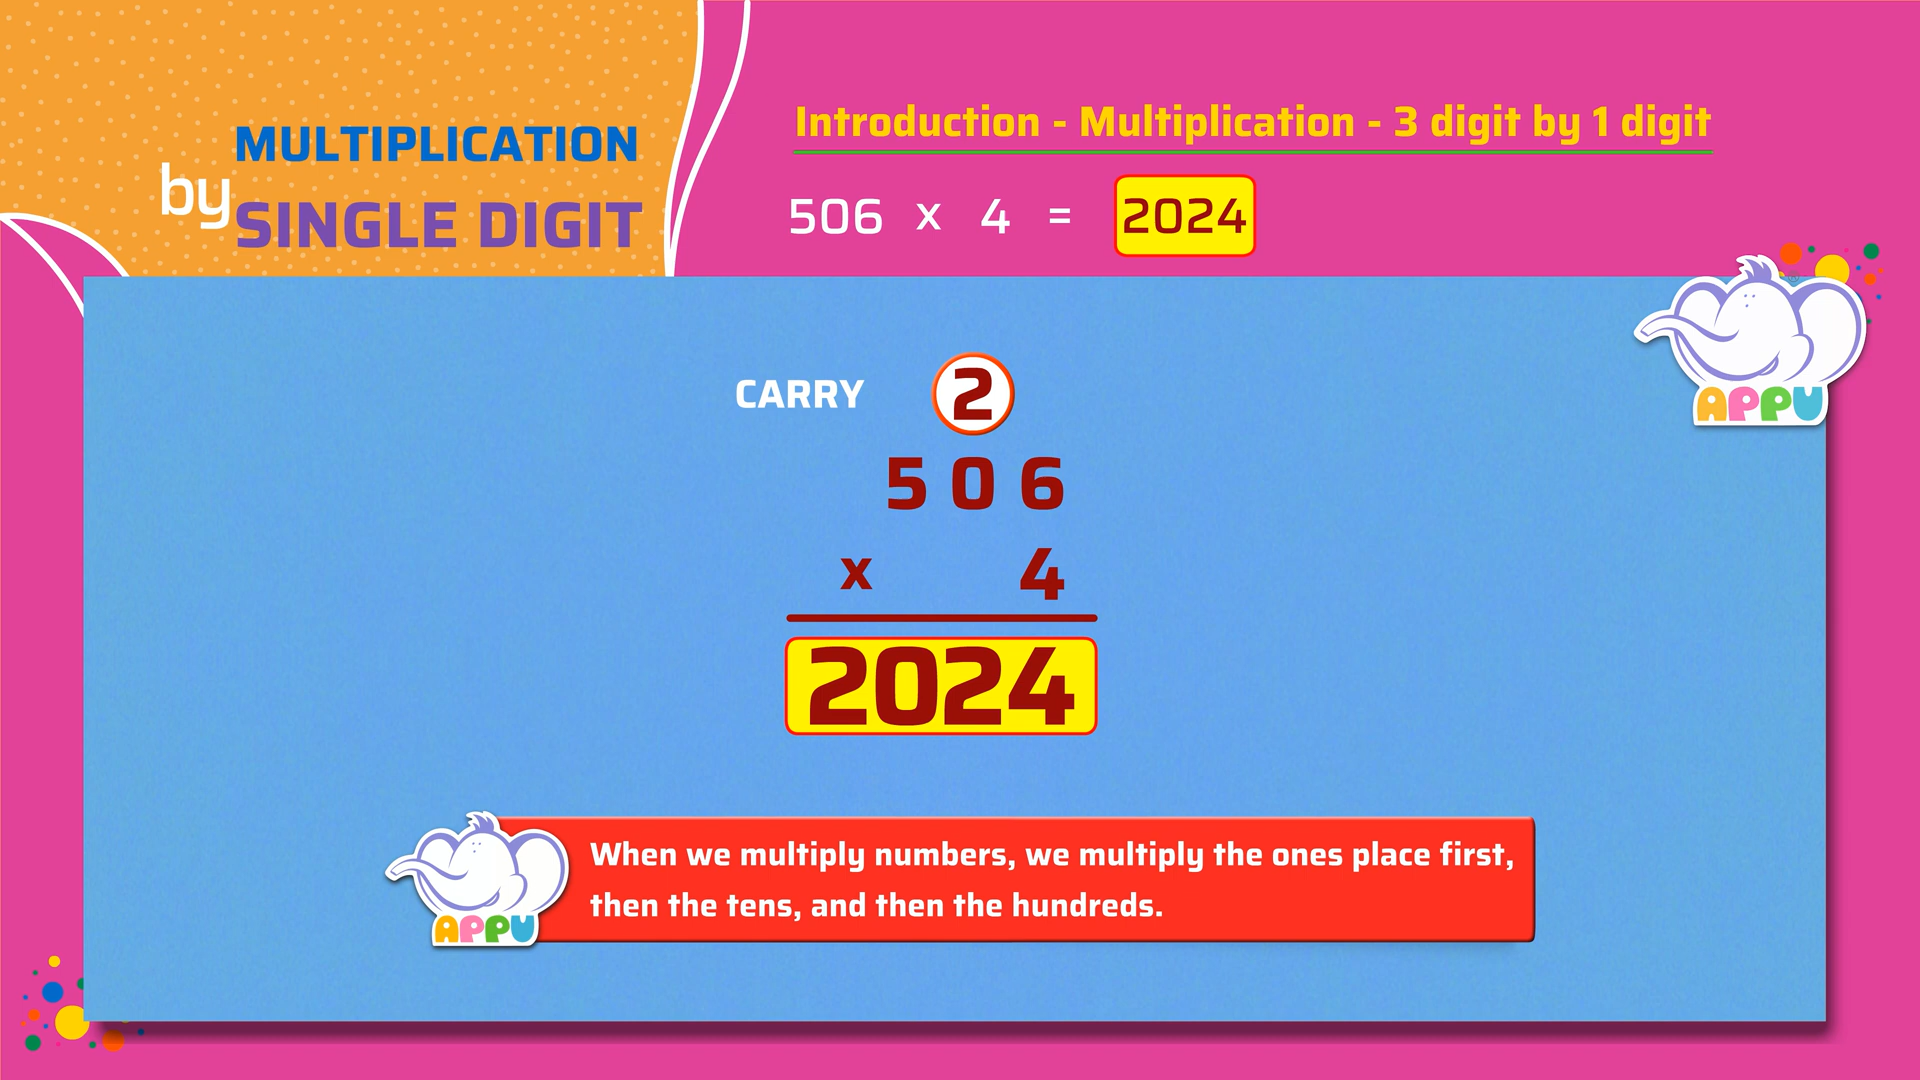 MULTIPLICATION
by SINGLE DIGIT
Introduction - Multiplication - 3 digit by 1 digit
506 x 4 = 2024
APPU
CARRY 2
5 0 6
x 4
2024
When we multiply numbers, we multiply the ones place first,
then the tens, and then the hundreds.
APPU